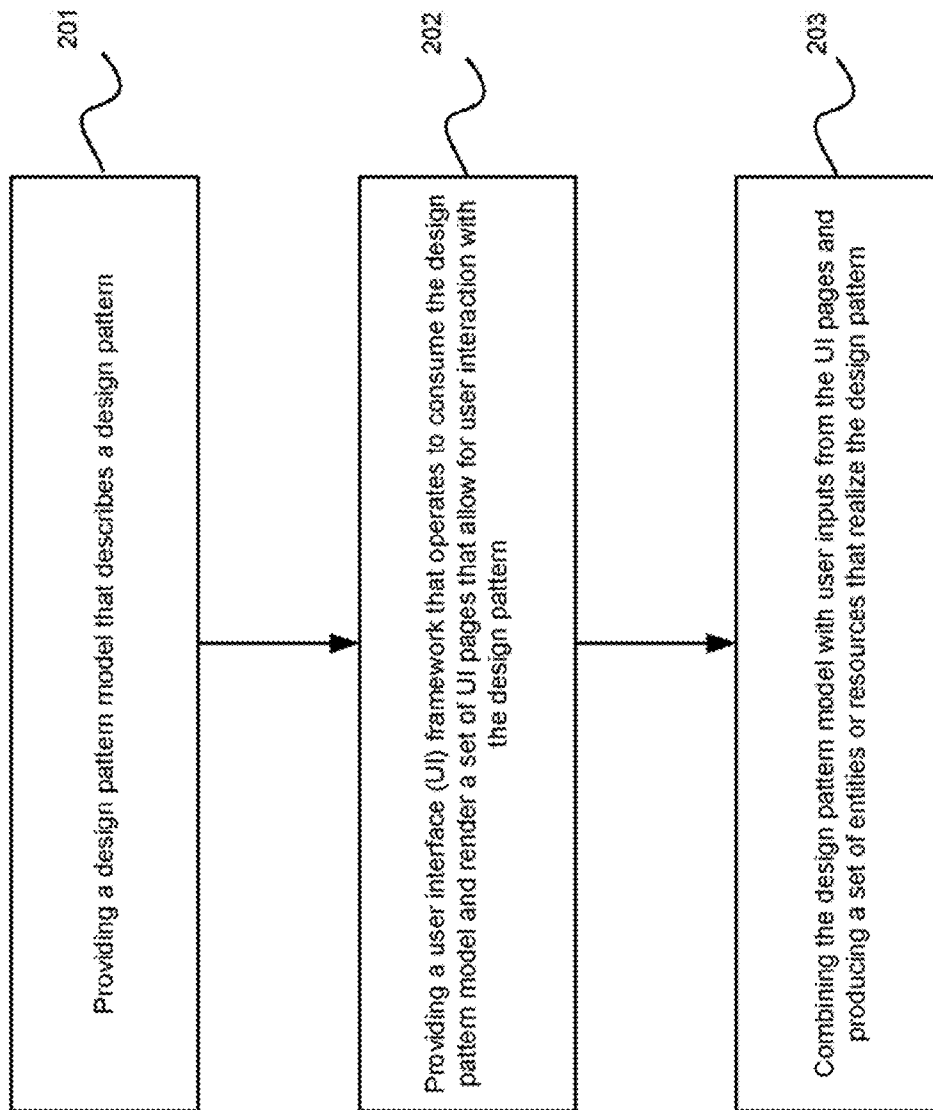 Providing a design pattern model that describes a design pattern
201
Providing a user interface (UI) framework that operates to consume the design
pattern model and render a set of UI pages that allow for user interaction with
the design pattern
202
Combining the design pattern model with user inputs from the UI pages and
producing a set of entities or resources that realize the design pattern
203